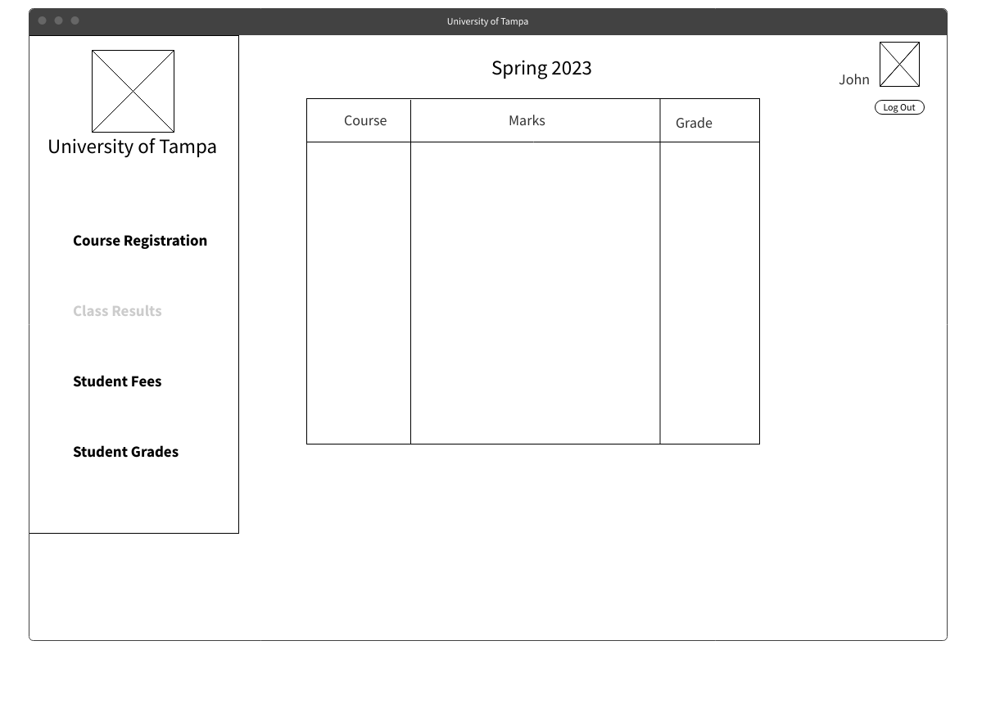 University of Tampa
University of Tampa
Course Registration
Class Results
Student Fees
Student Grades
Spring 2023
John
Log Out
Course Marks Grade